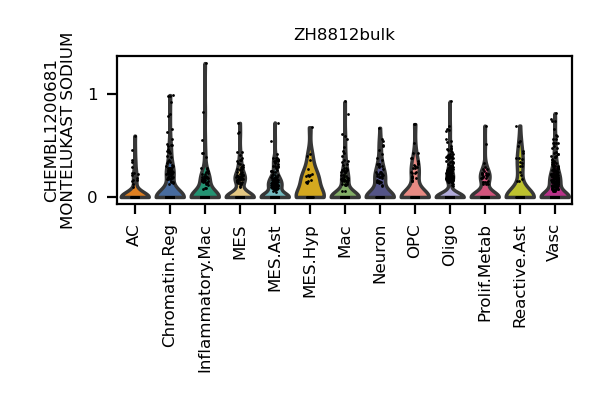 ZH8812bulk
CHEMBL1200681
MONTELUKAST SODIUM
1
0
AC
Chromatin.Reg
Inflammatory.Mac
MES
MES.Ast
MES.Hyp
Mac
Neuron
OPC
Oligo
Prolif.Metab
Reactive.Ast
Vasc